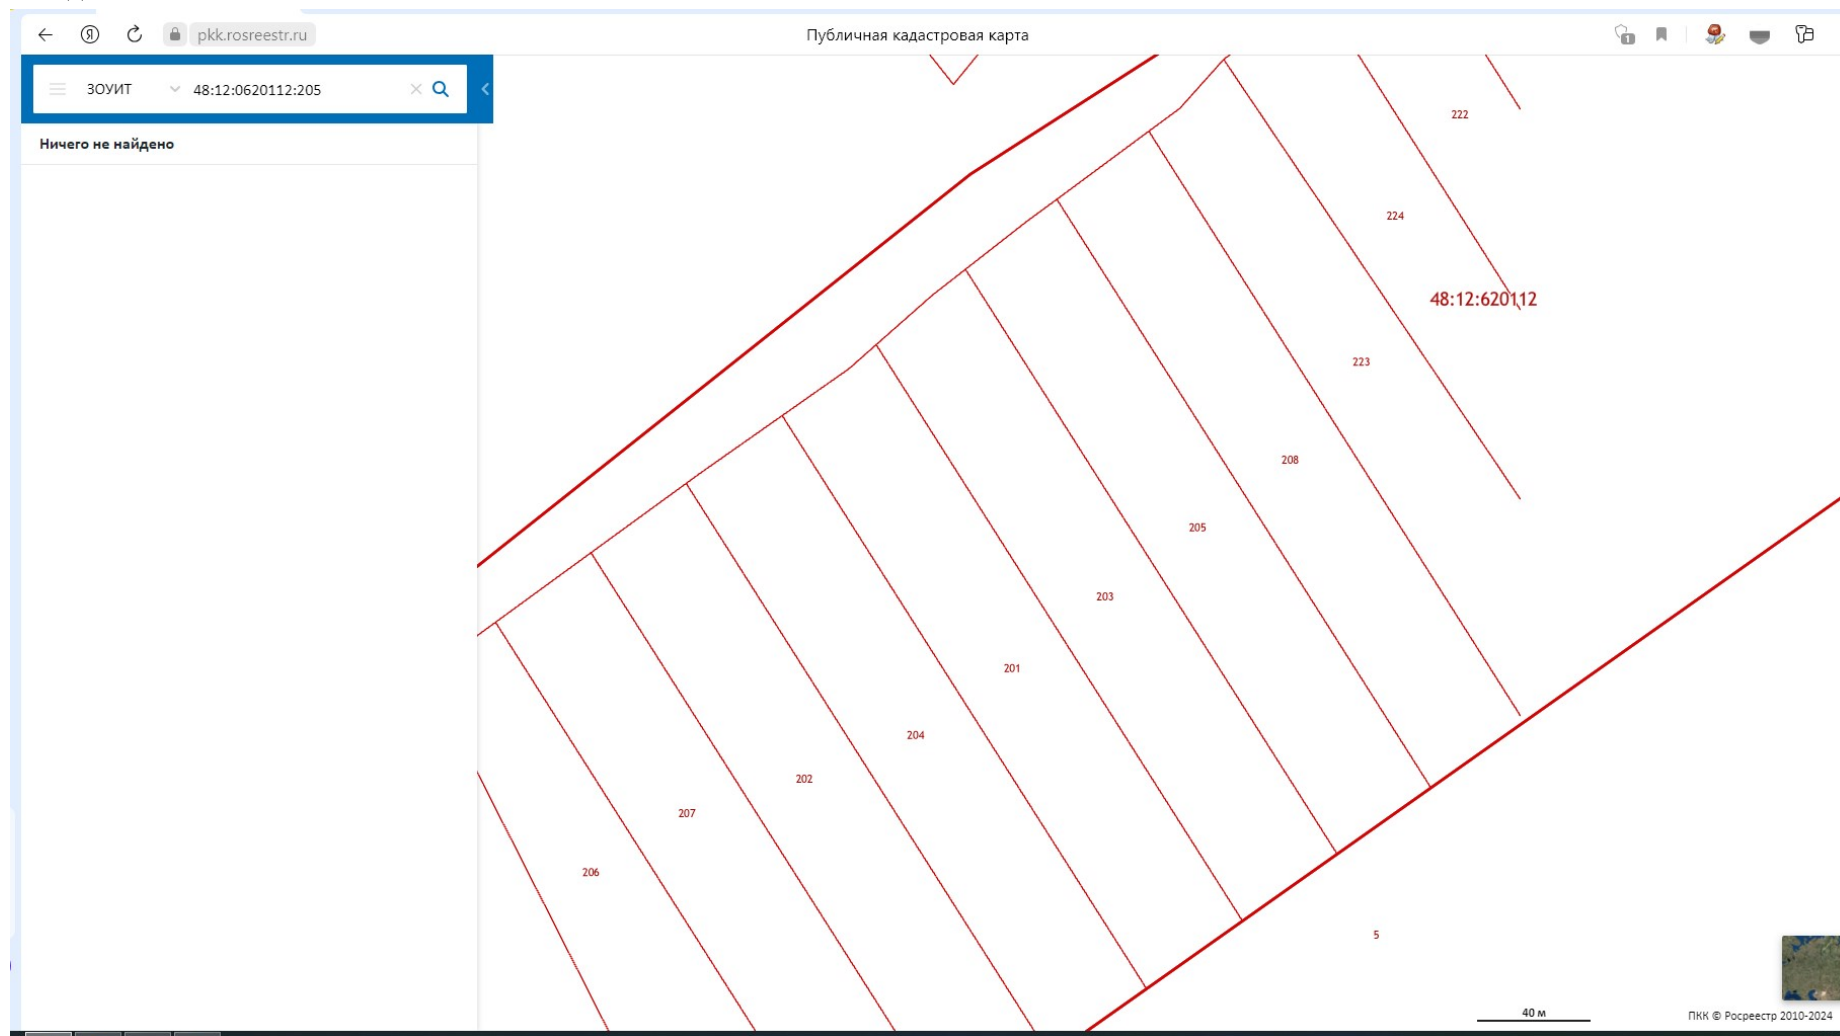 Я
pkk.rosreestr.ru
Публичная кадастровая карта
1
ЗОУИТ
48:12:0620112:205
Ничего не найдено
222
224
48:12:620112
223
208
205
203
201
204
202
207
206
5
40 м
ПКК © Росреестр 2010-2024